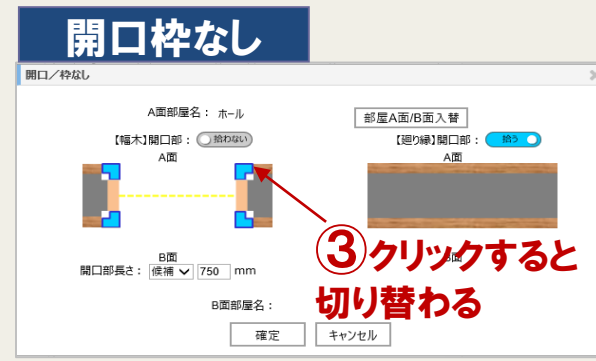 開口枠なし
開口/枠なし
A面部屋名： ホール
部屋A面/B面入替
【幅木】開口部： 拾わない
【廻り縁】開口部： 拾う
A面
A面
③クリックすると
切り替わる
B面
B面
開口部長さ： 候補 750 mm
B面部屋名：
確定
キャンセル